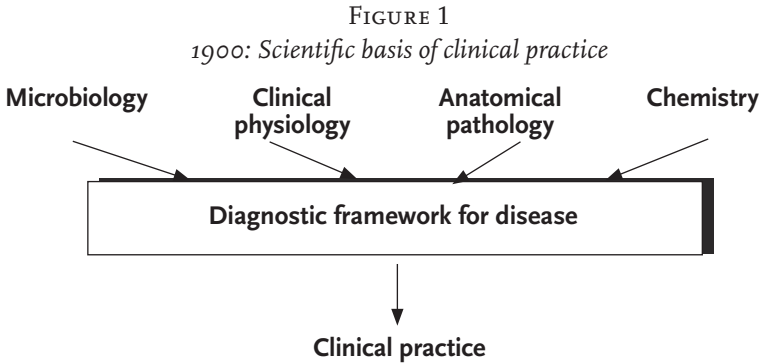 FIGURE 1
1900: Scientific basis of clinical practice
Microbiology
Clinical
physiology
Anatomical
pathology
Chemistry
Diagnostic framework for disease
Clinical practice